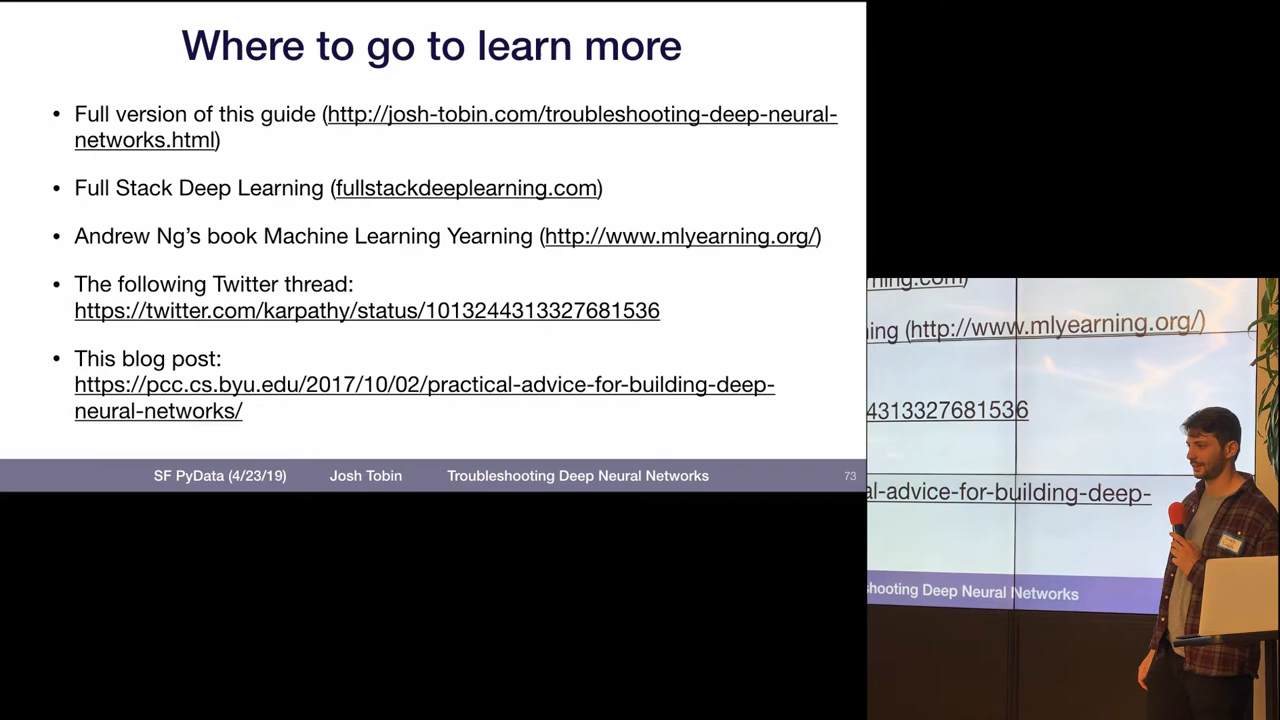 Where to go to learn more
• Full version of this guide (http://josh-tobin.com/troubleshooting-deep-neural-
networks.html)
• Full Stack Deep Learning (fullstackdeeplearning.com)
• Andrew Ng's book Machine Learning Yearning (http://www.mlyearning.org/)
• The following Twitter thread:
https://twitter.com/karpathy/status/1013244313327681536
• This blog post:
https://pcc.cs.byu.edu/2017/10/02/practical-advice-for-building-deep-
neural-networks/
SF PyData (4/23/19) Josh Tobin Troubleshooting Deep Neural Networks 73
rning.com)
ning (http://www.mlyearning.org/)
4313327681536
al-advice-for-building-deep-
shooting Deep Neural Networks